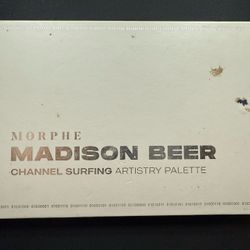 MORPHE
MADISON BEER
CHANNEL SURFING ARTISTRY PALETTE